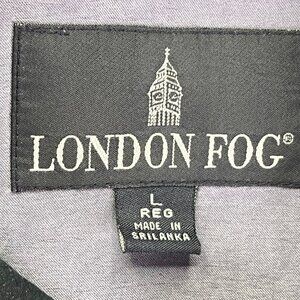 LONDON FOG®
L
REG
MADE IN
SRILANKA